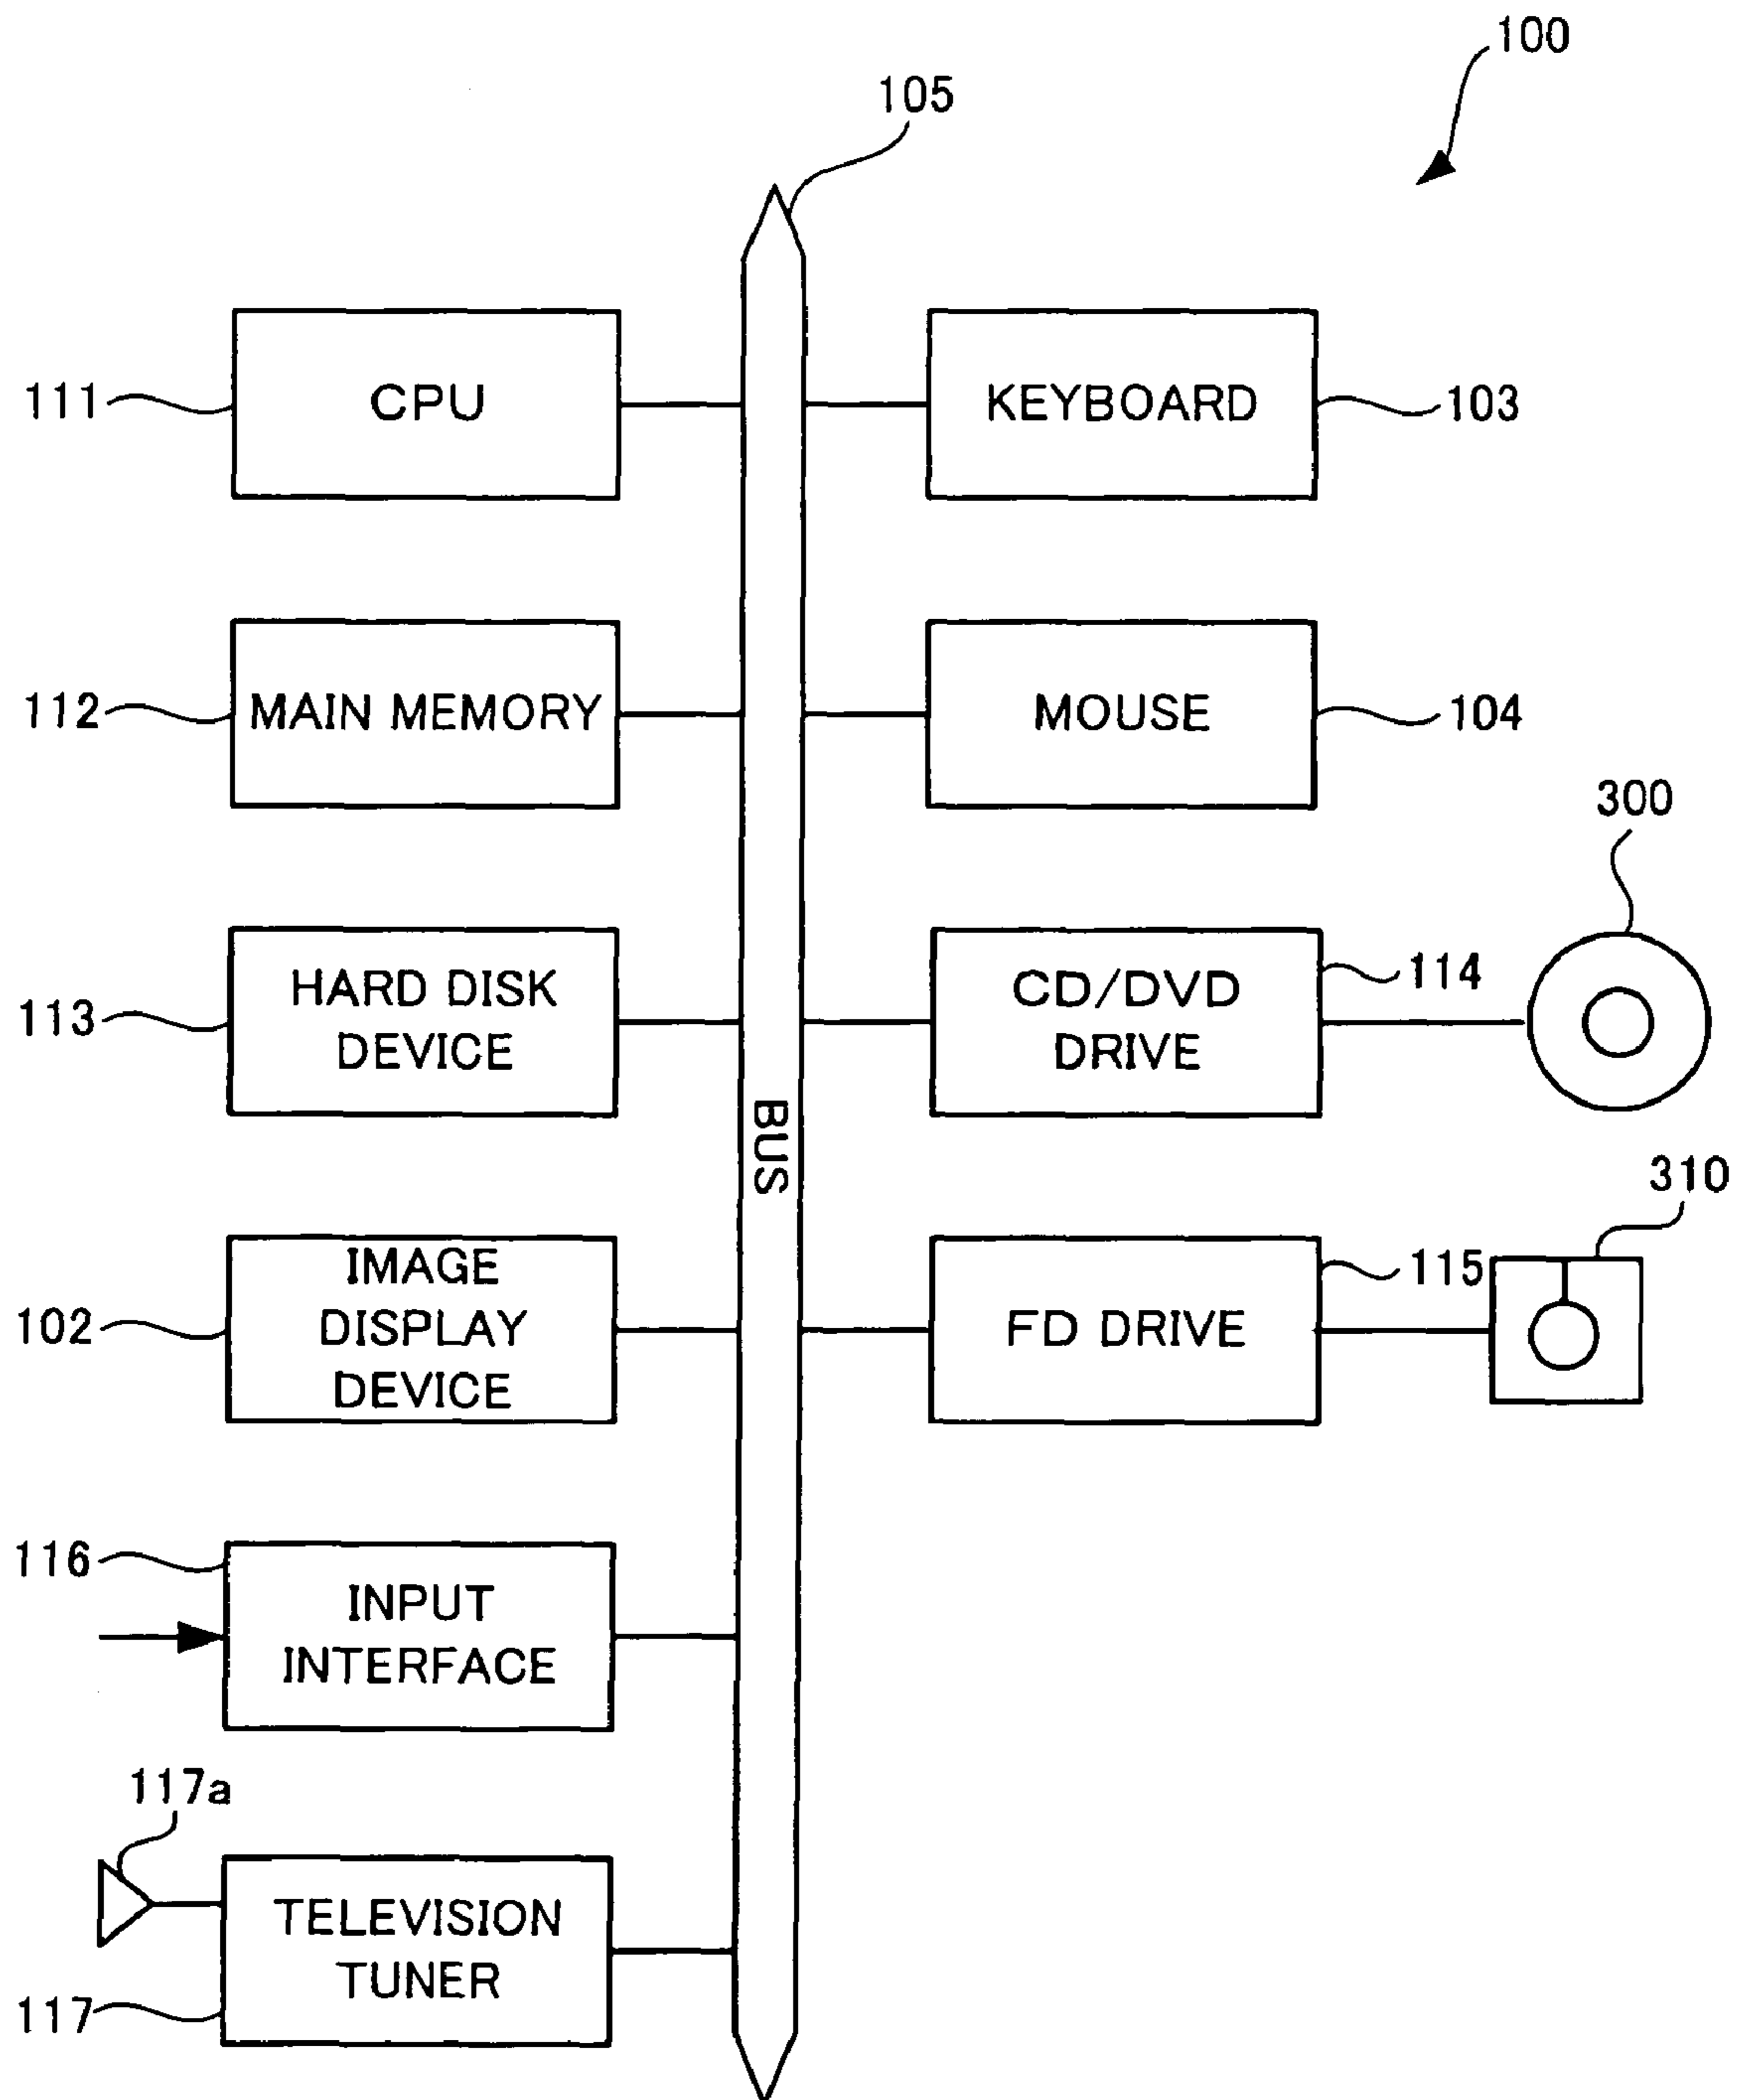 100
105
111
CPU
KEYBOARD
103
112
MAIN MEMORY
MOUSE
104
300
113
HARD DISK
DEVICE
CD/DVD
DRIVE
114
BUS
310
102
IMAGE
DISPLAY
DEVICE
FD DRIVE
115
116
INPUT
INTERFACE
117a
TELEVISION
TUNER
117